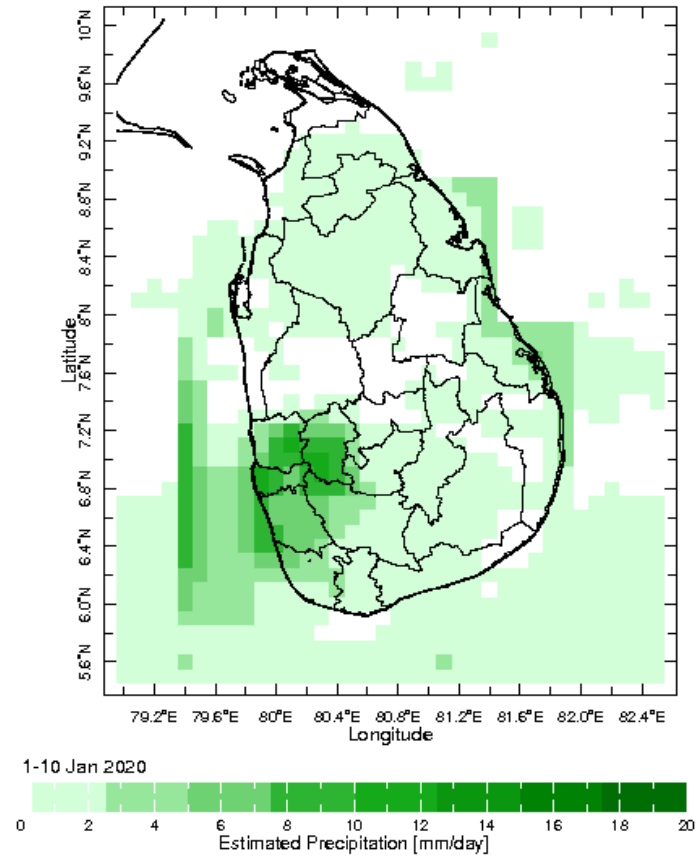 10°N
9.6°N
9.2°N
8.8°N
8.4°N
8°N
7.6°N
7.2°N
6.8°N
6.4°N
6.0°N
5.6°N
Latitude
79.2°E 79.6°E 80°E 80.4°E 80.8°E 81.2°E 81.6°E 82.0°E 82.4°E
Longitude
1-10 Jan 2020
0 2 4 6 8 10 12 14 16 18 20
Estimated Precipitation [mm/day]